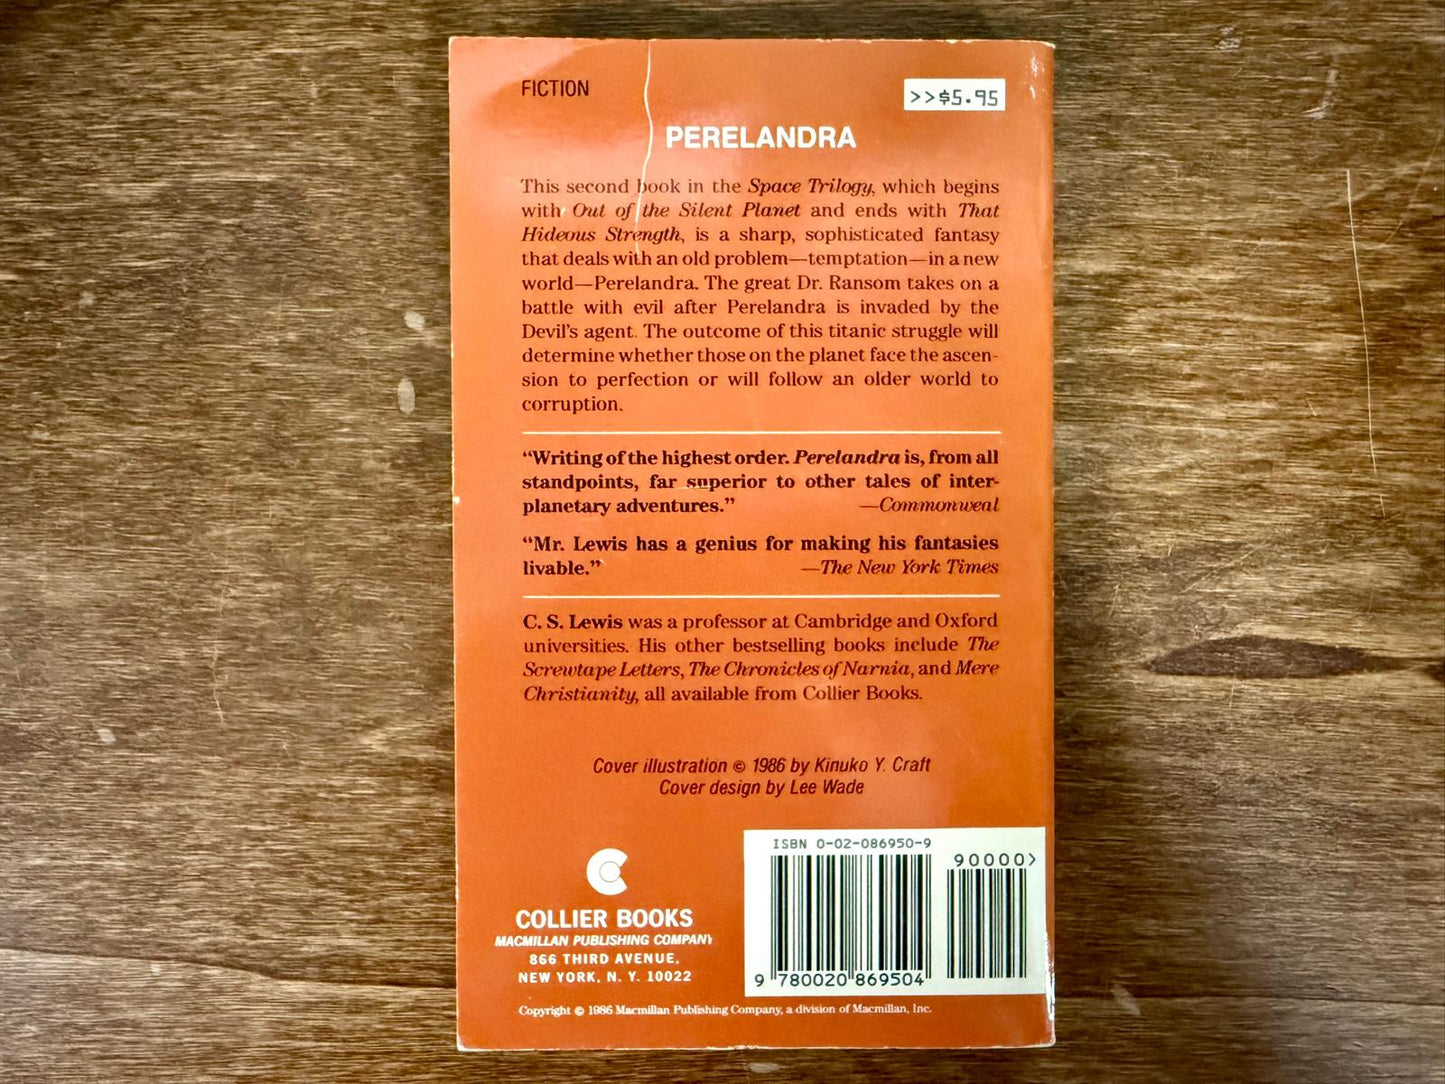 FICTION
>>$5.95
PERELANDRA
This second book in the Space Trilogy, which begins
with Out of the Silent Planet and ends with That
Hideous Strength, is a sharp, sophisticated fantasy
that deals with an old problem—temptation—in a new
world—Perelandra. The great Dr. Ransom takes on a
battle with evil after Perelandra is invaded by the
Devil's agent. The outcome of this titanic struggle will
determine whether those on the planet face the ascen-
sion to perfection or will follow an older world to
corruption.
“Writing of the highest order. Perelandra is, from all
standpoints, far superior to other tales of inter-
planetary adventures.” —Commonweal
“Mr. Lewis has a genius for making his fantasies
livable.” —The New York Times
C. S. Lewis was a professor at Cambridge and Oxford
universities. His other bestselling books include The
Screwtape Letters, The Chronicles of Narnia, and Mere
Christianity, all available from Collier Books.
Cover illustration © 1986 by Kinuko Y. Craft
Cover design by Lee Wade
ISBN 0-02-086950-9
90000>
9 780020 869504
COLLIER BOOKS
MACMILLAN PUBLISHING COMPANY
866 THIRD AVENUE,
NEW YORK, N. Y. 10022
Copyright © 1986 Macmillan Publishing Company, a division of Macmillan, Inc.